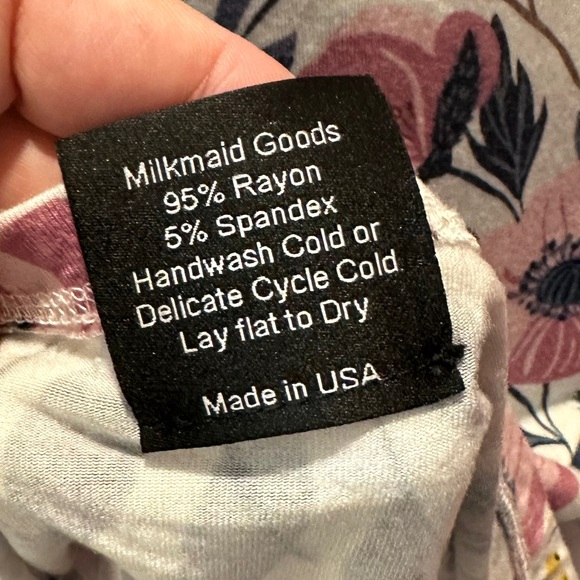 Milkmaid Goods
95% Rayon
5% Spandex
Handwash Cold or
Delicate Cycle Cold
Lay flat to Dry
Made in USA